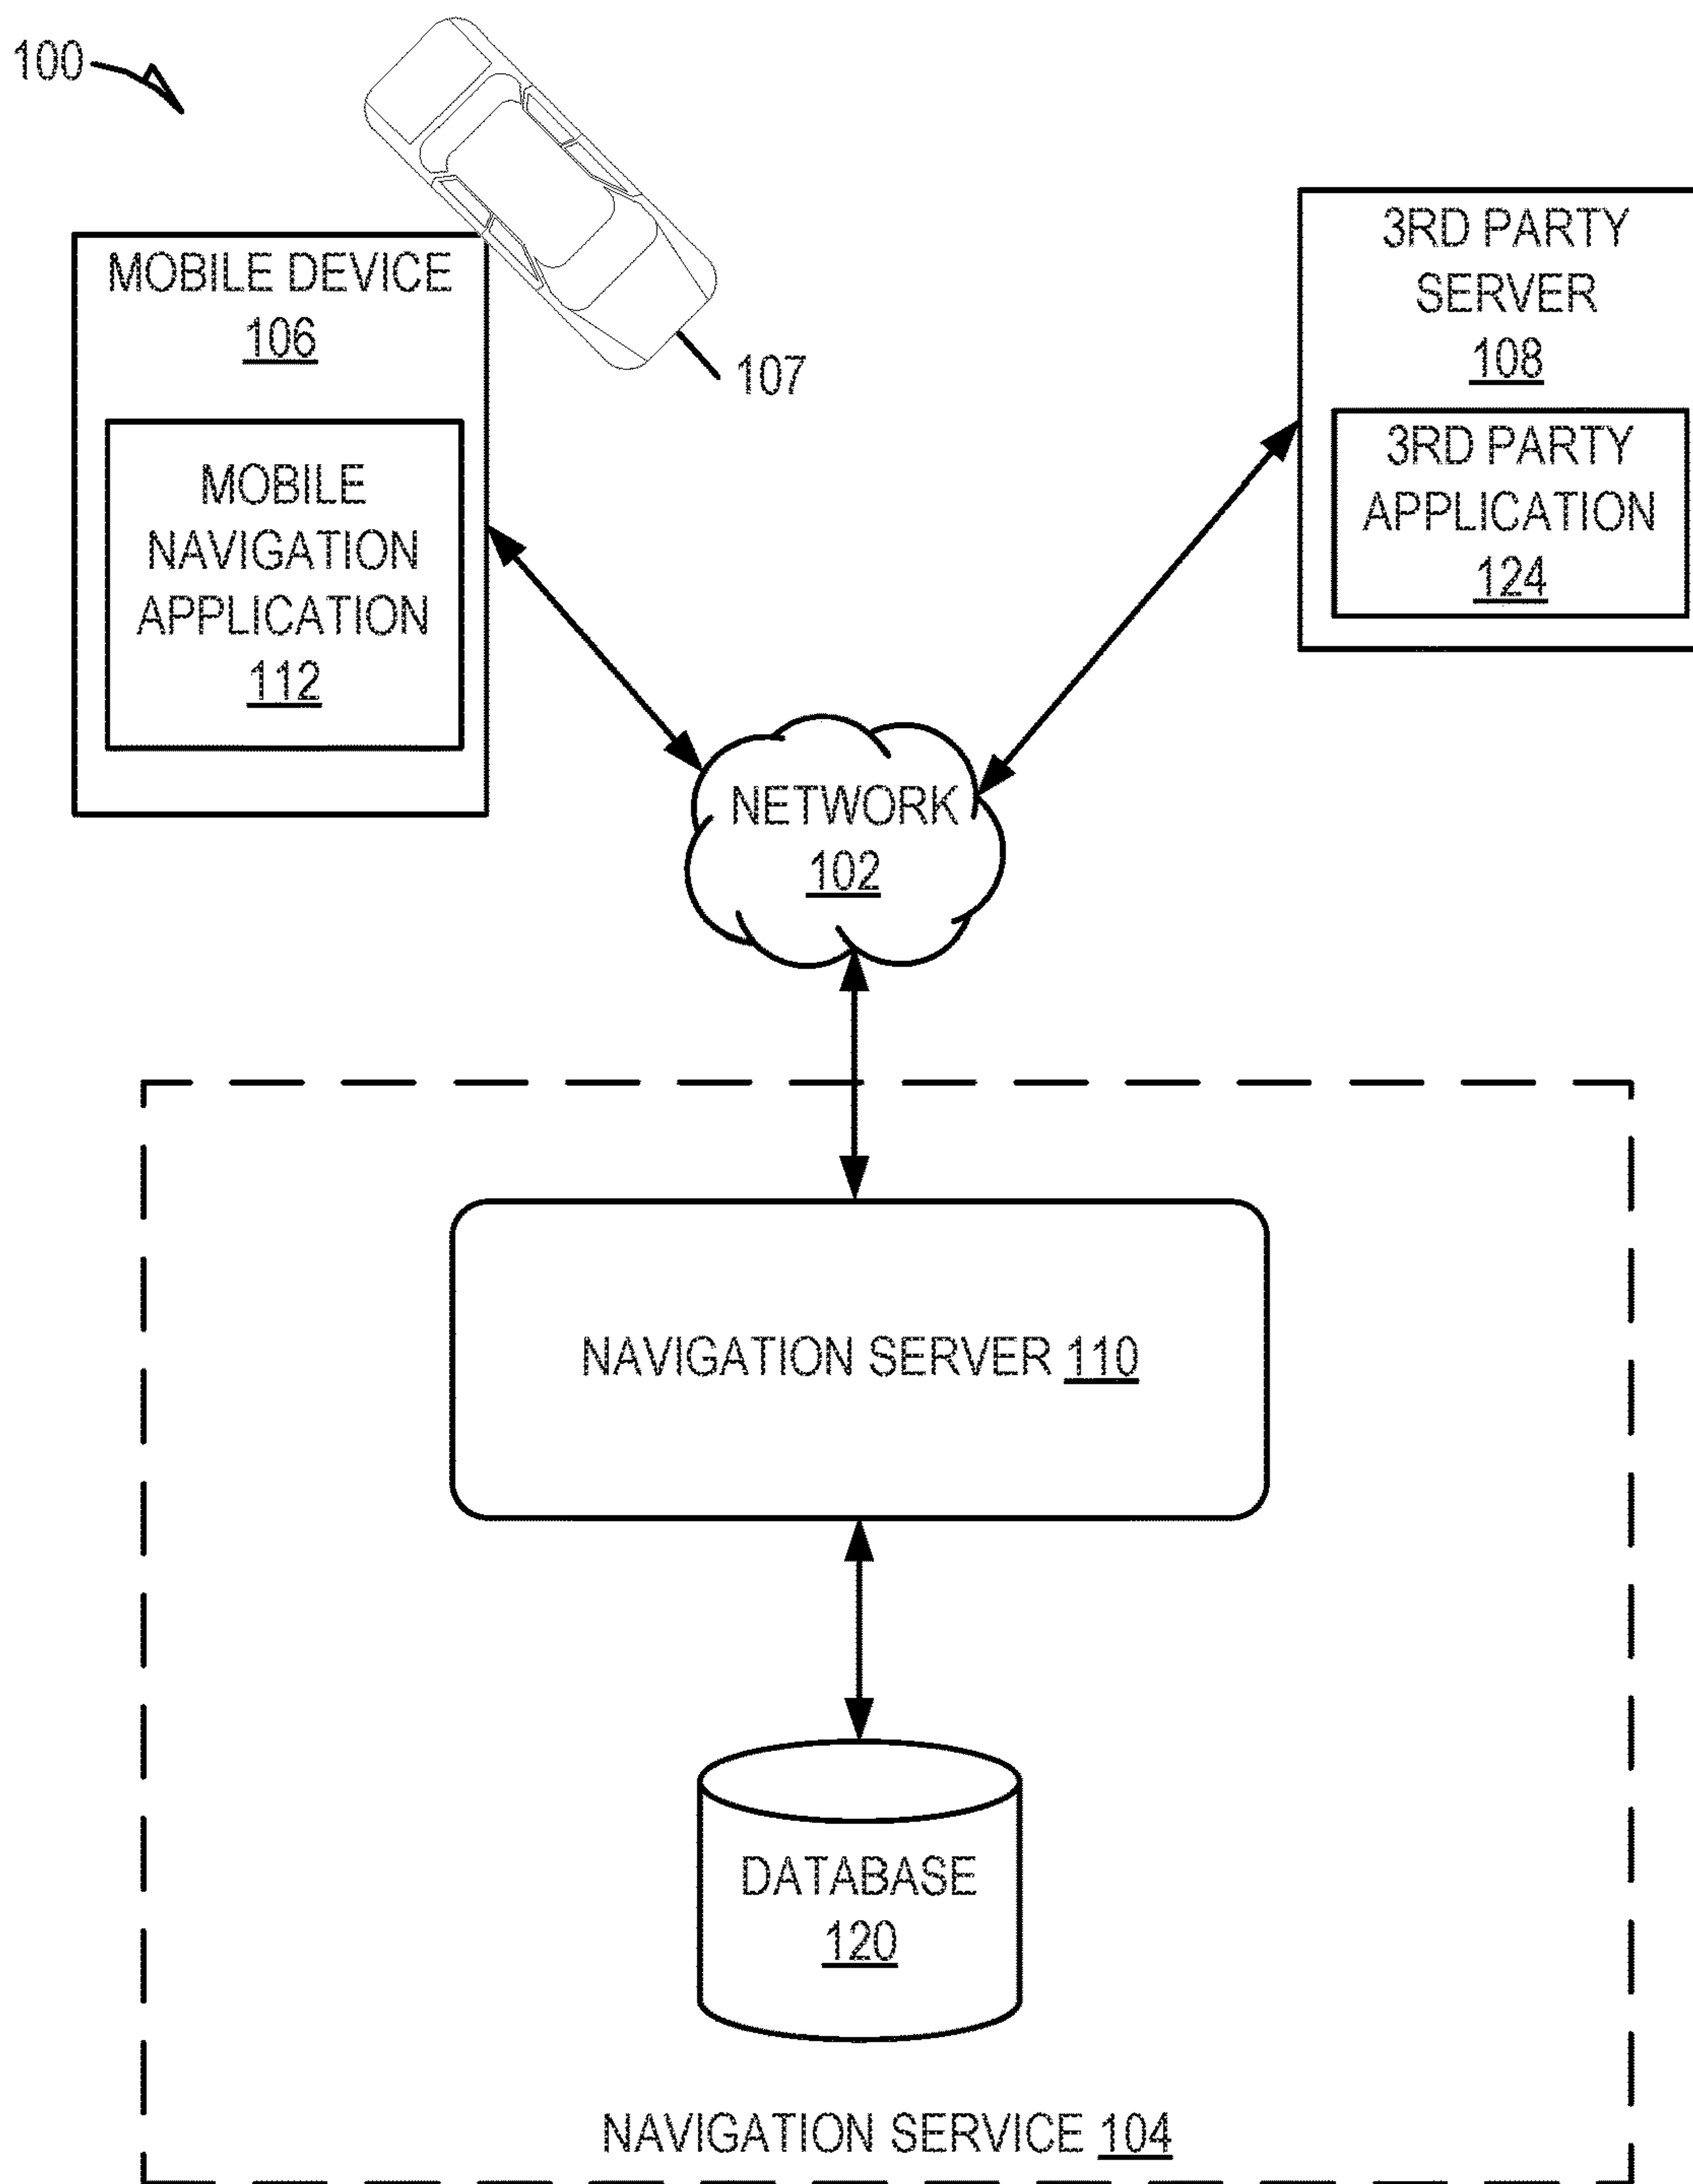 100
MOBILE DEVICE
106
107
MOBILE
NAVIGATION
APPLICATION
112
3RD PARTY
SERVER
108
3RD PARTY
APPLICATION
124
NETWORK
102
NAVIGATION SERVER 110
DATABASE
120
NAVIGATION SERVICE 104